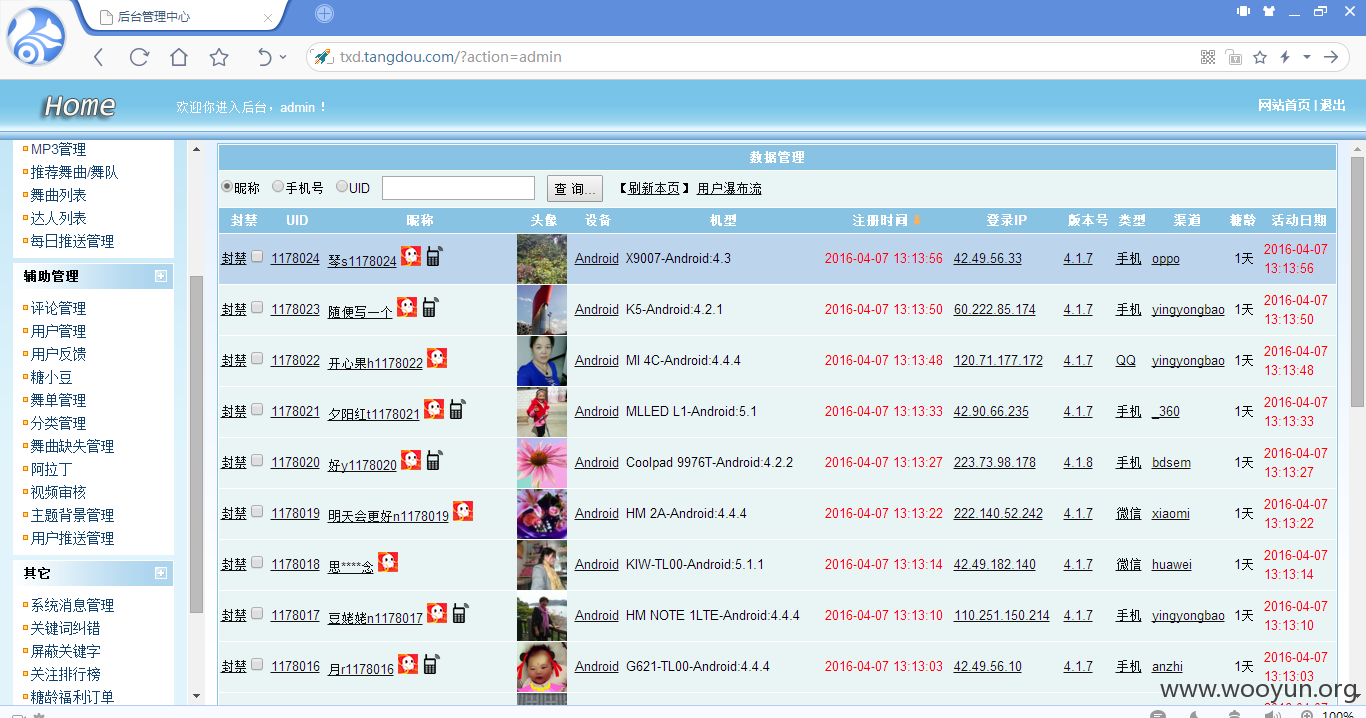 后台管理中心
txd.tangdou.com/?action=admin
Home
欢迎你进入后台，admin！
网站首页 | 退出
MP3管理
推荐舞曲/舞队
舞曲列表
达人列表
每日推送管理
辅助管理
评论管理
用户管理
用户反馈
糖小豆
舞单管理
分类管理
舞曲缺失管理
阿拉丁
视频审核
主题背景管理
用户推送管理
其它
系统消息管理
关键词纠错
屏蔽关键字
关注排行榜
糖龄福利订单
数据管理
昵称 手机号 UID 查 询... 【刷新本页】 用户瀑布流
封禁 UID 昵称 头像 设备 机型 注册时间 登录IP 版本号 类型 渠道 糖龄 活动日期
封禁 1178024 琴s1178024 Android X9007-Android:4.3 2016-04-07 13:13:56 42.49.56.33 4.1.7 手机 oppo 1天 2016-04-07 13:13:56
封禁 1178023 随便写一个 Android K5-Android:4.2.1 2016-04-07 13:13:50 60.222.85.174 4.1.7 手机 yingyongbao 1天 2016-04-07 13:13:50
封禁 1178022 开心果h1178022 Android MI 4C-Android:4.4.4 2016-04-07 13:13:48 120.71.177.172 4.1.7 QQ yingyongbao 1天 2016-04-07 13:13:48
封禁 1178021 夕阳红t1178021 Android MLLED L1-Android:5.1 2016-04-07 13:13:33 42.90.66.235 4.1.7 手机 _360 1天 2016-04-07 13:13:33
封禁 1178020 好y1178020 Android Coolpad 9976T-Android:4.2.2 2016-04-07 13:13:27 223.73.98.178 4.1.8 手机 bdsem 1天 2016-04-07 13:13:27
封禁 1178019 明天会更好n1178019 Android HM 2A-Android:4.4.4 2016-04-07 13:13:22 222.140.52.242 4.1.7 微信 xiaomi 1天 2016-04-07 13:13:22
封禁 1178018 思****念 Android KIW-TL00-Android:5.1.1 2016-04-07 13:13:14 42.49.182.140 4.1.7 微信 huawei 1天 2016-04-07 13:13:14
封禁 1178017 豆姥姥n1178017 Android HM NOTE 1LTE-Android:4.4.4 2016-04-07 13:13:10 110.251.150.214 4.1.7 手机 yingyongbao 1天 2016-04-07 13:13:10
封禁 1178016 月r1178016 Android G621-TL00-Android:4.4.4 2016-04-07 13:13:03 42.49.56.10 4.1.7 手机 anzhi 1天 2016-04-07 13:13:03
www.wooyun.org
100%